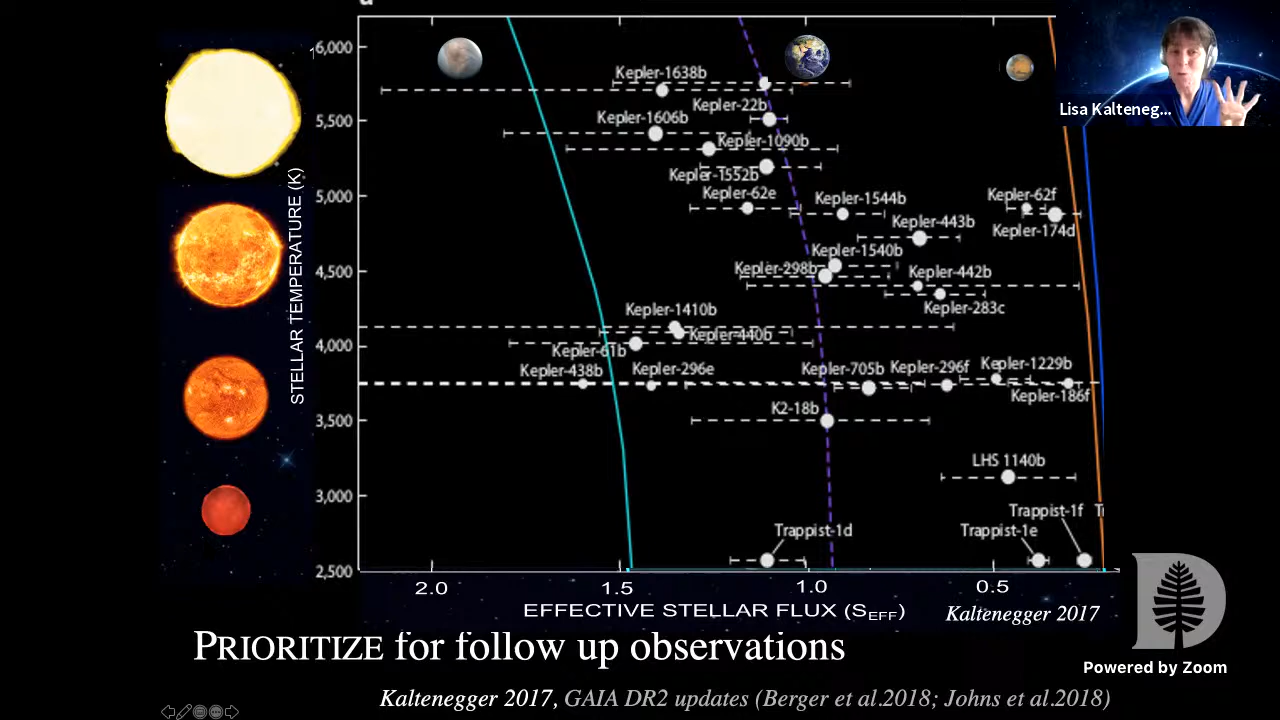 6,000
Kepler-1638b
Lisa Kalteneg...
Kepler-22b
5,500
Kepler-1606b
Kepler-1090b
Kepler-1552b
STELLAR TEMPERATURE (K)
5,000
Kepler-62e
Kepler-1544b
Kepler-62f
Kepler-443b
Kepler-174d
Kepler-1540b
4,500
Kepler-298b
Kepler-442b
Kepler-1410b
Kepler-283c
Kepler-440b
4,000
Kepler-61b
Kepler-438b
Kepler-296e
Kepler-705b
Kepler-296f
Kepler-1229b
Kepler-186f
3,500
K2-18b
LHS 1140b
3,000
Trappist-1f
Trappist-1d
Trappist-1e
2,500
2.0 1.5 1.0 0.5
EFFECTIVE STELLAR FLUX (SEFF)
Kaltenegger 2017
PRIORITIZE for follow up observations
D
Powered by Zoom
Kaltenegger 2017, GAIA DR2 updates (Berger et al.2018; Johns et al.2018)